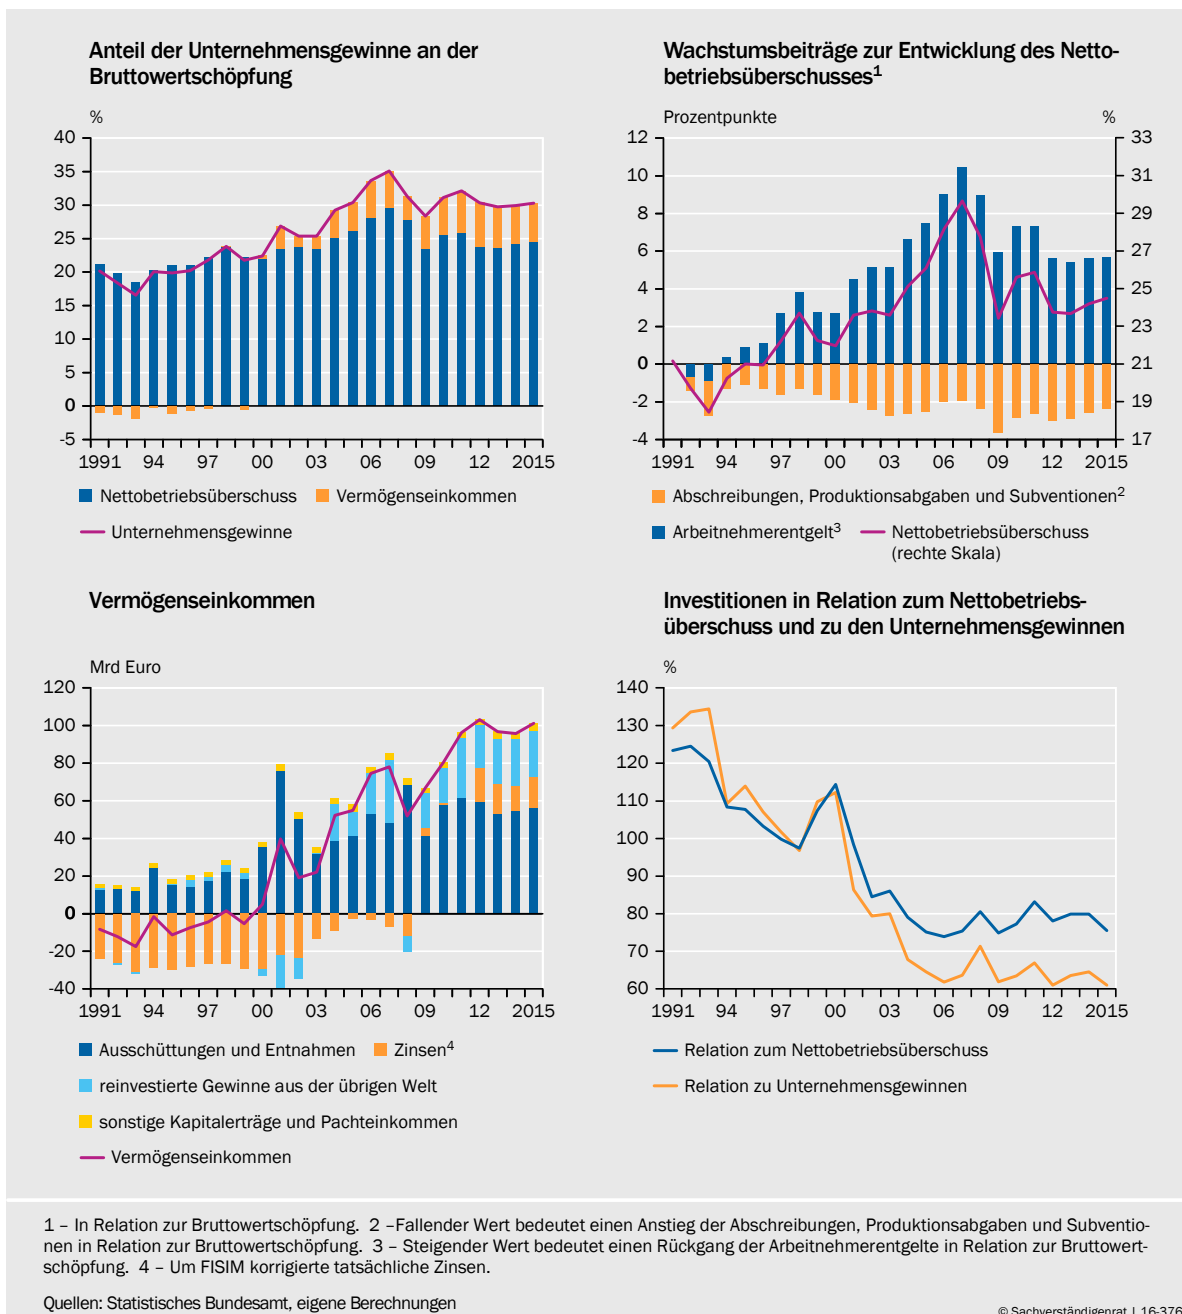 Anteil der Unternehmensgewinne an der
Bruttowertschöpfung
%
40
35
30
25
20
15
10
5
0
-5
1991 94 97 00 03 06 09 12 2015
Nettobetriebsüberschuss Vermögenseinkommen
Unternehmensgewinne
Wachstumsbeiträge zur Entwicklung des Netto-
betriebsüberschusses1
Prozentpunkte %
12 33
10 31
8 29
6 27
4 25
2 23
0 21
-2 19
-4 17
1991 94 97 00 03 06 09 12 2015
Abschreibungen, Produktionsabgaben und Subventionen2
Arbeitnehmerentgelt3 Nettobetriebsüberschuss
(rechte Skala)
Vermögenseinkommen
Mrd Euro
120
100
80
60
40
20
0
-20
-40
1991 94 97 00 03 06 09 12 2015
Ausschüttungen und Entnahmen Zinsen4
reinvestierte Gewinne aus der übrigen Welt
sonstige Kapitalerträge und Pachteinkommen
Vermögenseinkommen
Investitionen in Relation zum Nettobetriebs-
überschuss und zu den Unternehmensgewinnen
%
140
130
120
110
100
90
80
70
60
1991 94 97 00 03 06 09 12 2015
Relation zum Nettobetriebsüberschuss
Relation zu Unternehmensgewinnen
1 – In Relation zur Bruttowertschöpfung. 2 –Fallender Wert bedeutet einen Anstieg der Abschreibungen, Produktionsabgaben und Subventio-
nen in Relation zur Bruttowertschöpfung. 3 – Steigender Wert bedeutet einen Rückgang der Arbeitnehmerentgelte in Relation zur Bruttowert-
schöpfung. 4 – Um FISIM korrigierte tatsächliche Zinsen.
Quellen: Statistisches Bundesamt, eigene Berechnungen
© Sachverständigenrat | 16-376